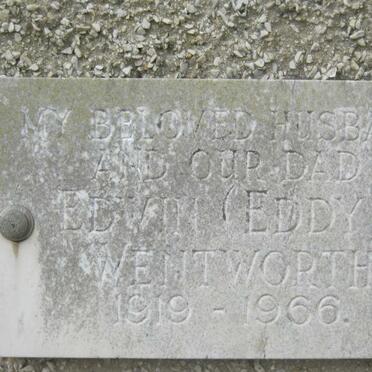 MY BELOVED HUSBA
AND OUR DAD
EDWIN (EDDY
WENTWORTH
1919 - 1966.